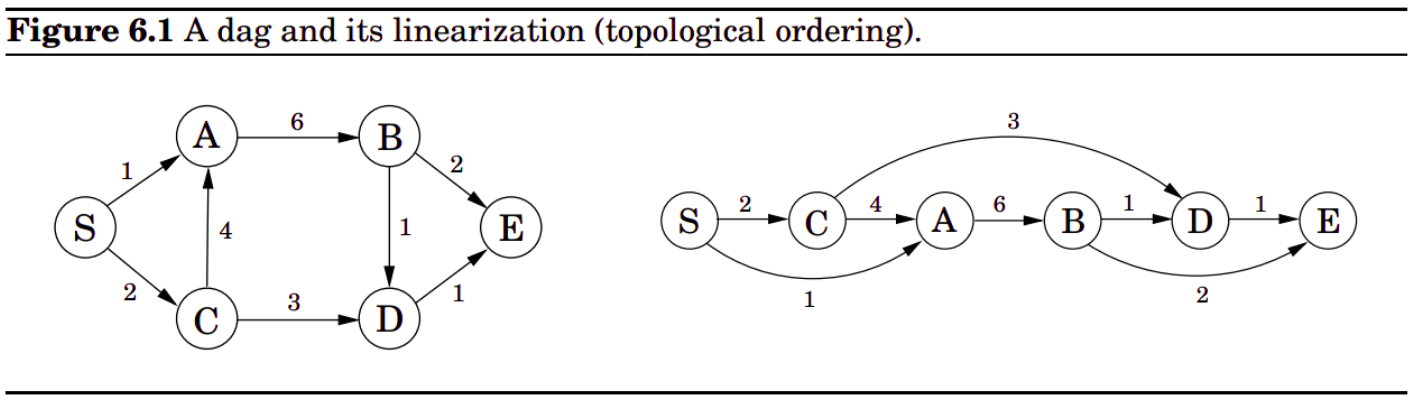 Figure 6.1 A dag and its linearization (topological ordering).
A 6 B
1 2
S 4 1 E
2 3 1
C D
3
S 2 C 4 A 6 B 1 D 1 E
1 2